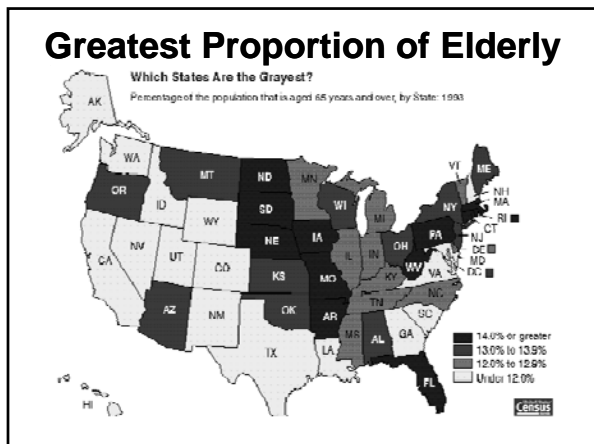 Greatest Proportion of Elderly
Which States Are the Grayest?
Percentage of the population that is aged 65 years and over, by State: 1993
AK
WA
OR
ID
MT
WY
ND
SD
NE
KS
OK
MN
IA
MO
AR
LA
WI
IL
MS
MI
IN
KY
TN
AL
OH
WV
VA
NC
SC
GA
FL
PA
NY
VT
ME
NH
MA
RI
CT
NJ
DE
MD
DC
CA
NV
UT
CO
AZ
NM
TX
HI
14.0% or greater
13.0% to 13.9%
12.0% to 12.9%
Under 12.0%
Census